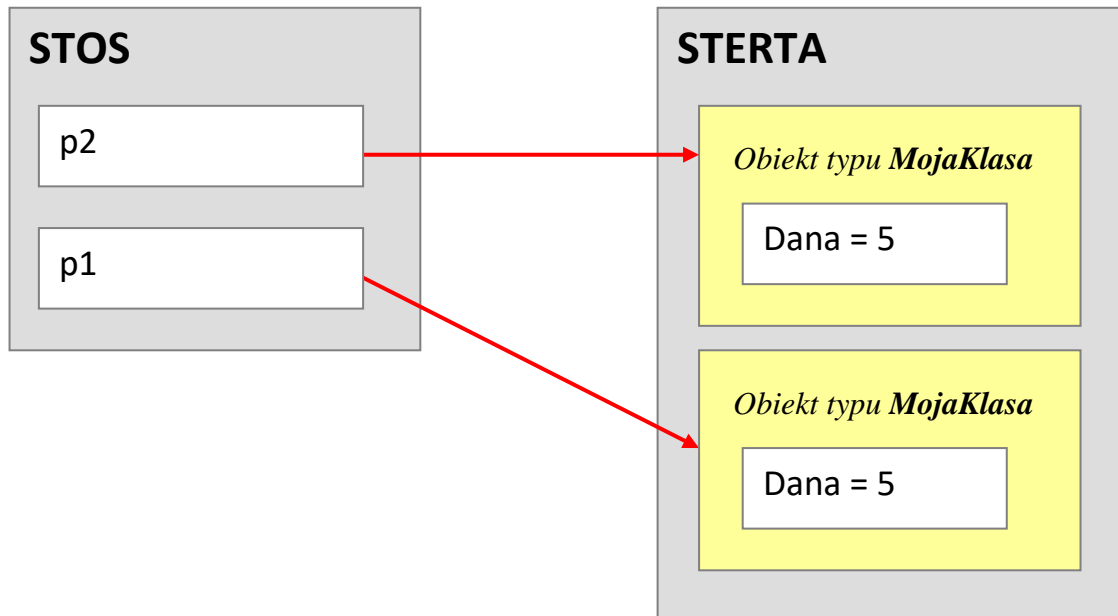 STOS
p2
p1
STERTA
Obiekt typu MojaKlasa
Dana = 5
Obiekt typu MojaKlasa
Dana = 5